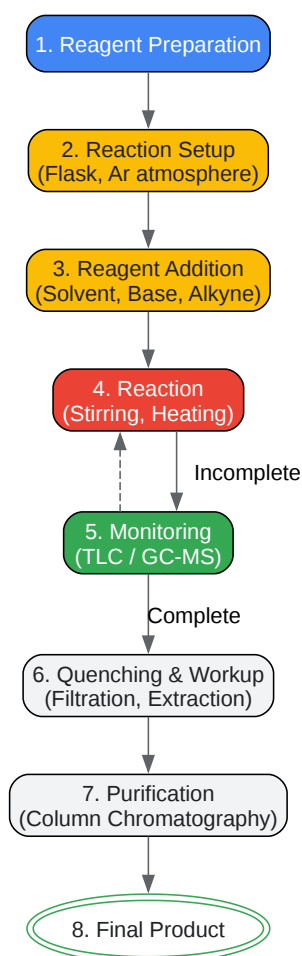 1. Reagent Preparation
2. Reaction Setup
(Flask, Ar atmosphere)
3. Reagent Addition
(Solvent, Base, Alkyne)
4. Reaction
(Stirring, Heating)
Incomplete
5. Monitoring
(TLC / GC-MS)
Complete
6. Quenching & Workup
(Filtration, Extraction)
7. Purification
(Column Chromatography)
8. Final Product